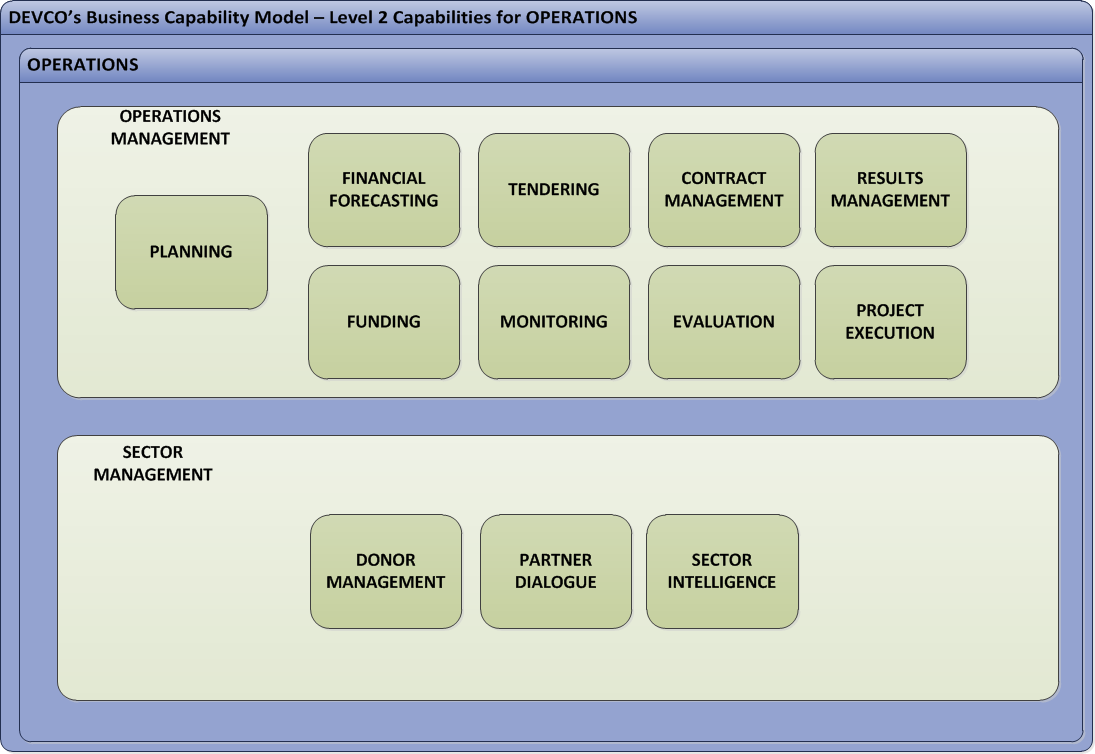 DEVCO's Business Capability Model – Level 2 Capabilities for OPERATIONS
OPERATIONS
OPERATIONS
MANAGEMENT
PLANNING
FINANCIAL
FORECASTING
TENDERING
CONTRACT
MANAGEMENT
RESULTS
MANAGEMENT
FUNDING
MONITORING
EVALUATION
PROJECT
EXECUTION
SECTOR
MANAGEMENT
DONOR
MANAGEMENT
PARTNER
DIALOGUE
SECTOR
INTELLIGENCE